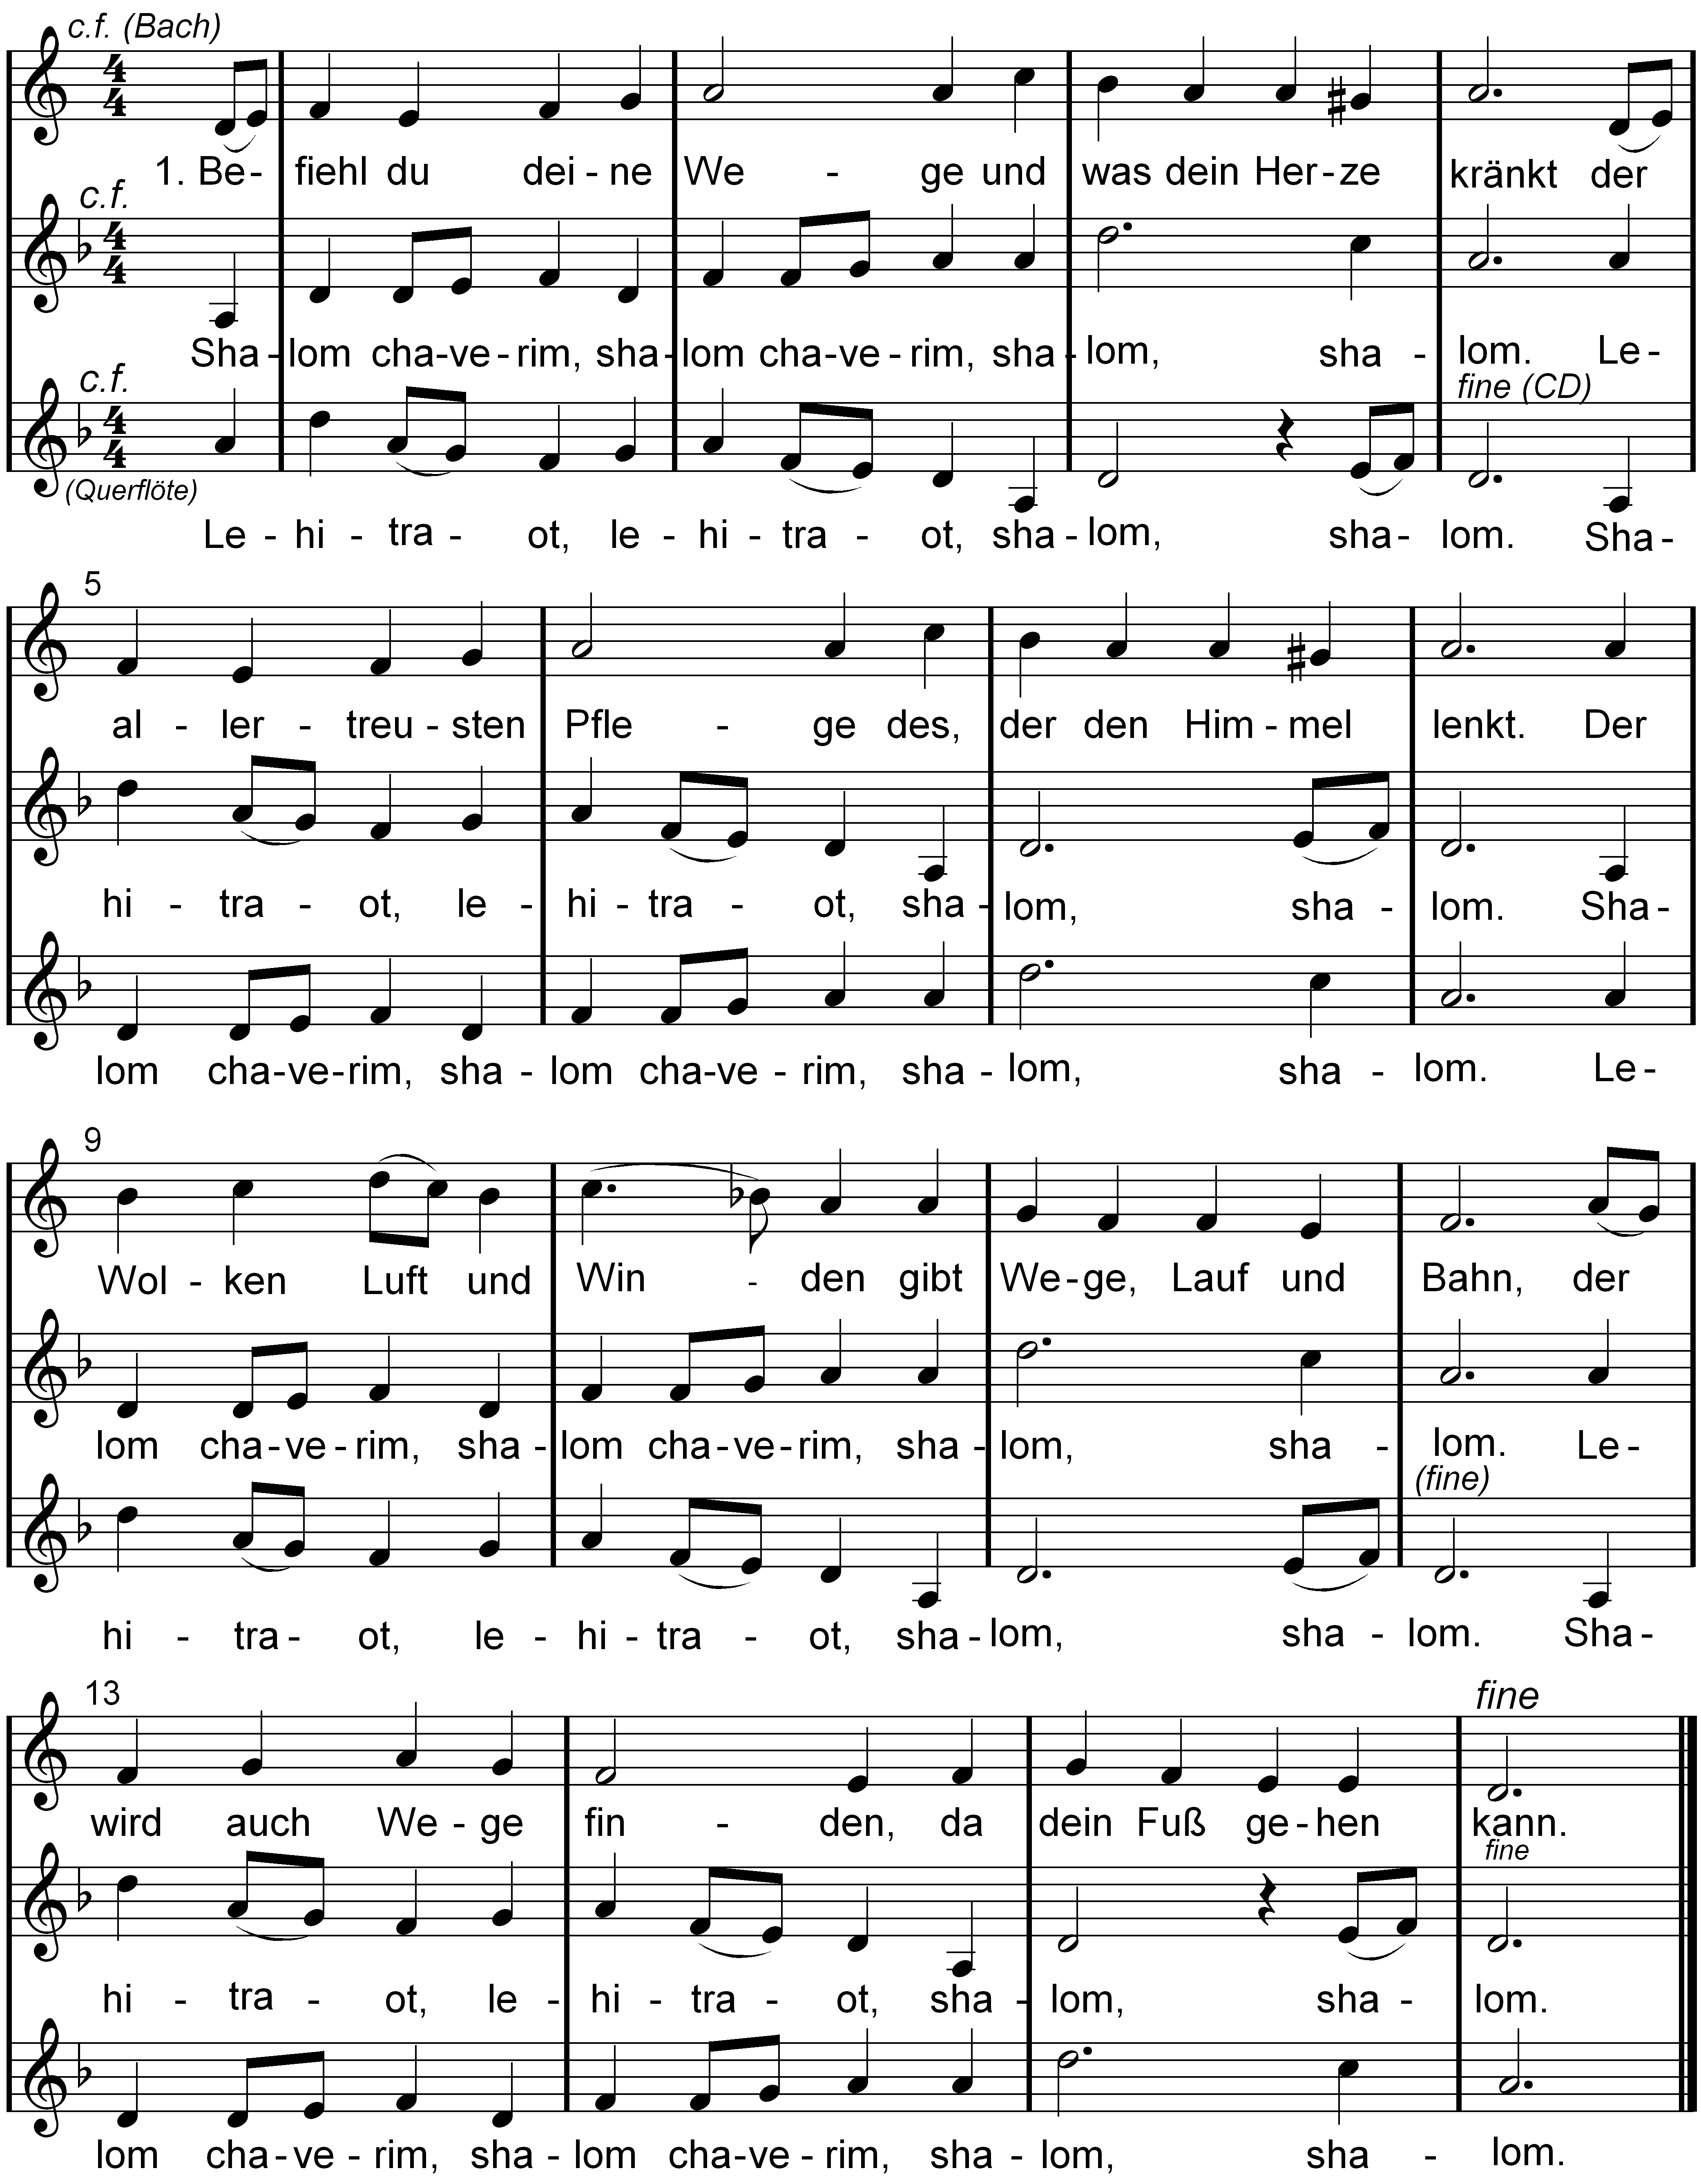 c.f. (Bach)
4 4
1. Be- fiehl du dei - ne We - ge und was dein Her - ze kränkt der
c.f.
4 4
Sha - lom cha - ve - rim, sha - lom cha - ve - rim, sha - lom, sha - lom. Le -
c.f. fine (CD)
4 4
(Querflöte)
Le - hi - tra - ot, le - hi - tra - ot, sha - lom, sha - lom. Sha -
5
al - ler - treu - sten Pfle - ge des, der den Him - mel lenkt. Der
hi - tra - ot, le - hi - tra - ot, sha - lom, sha - lom. Sha -
lom cha - ve - rim, sha - lom cha - ve - rim, sha - lom, sha - lom. Le -
9
Wol - ken Luft und Win - den gibt We - ge, Lauf und Bahn, der
lom cha - ve - rim, sha - lom cha - ve - rim, sha - lom, sha - lom. Le -
(fine)
hi - tra - ot, le - hi - tra - ot, sha - lom, sha - lom. Sha -
13 fine
wird auch We - ge fin - den, da dein Fuß ge - hen kann.
fine
hi - tra - ot, le - hi - tra - ot, sha - lom, sha - lom.
lom cha - ve - rim, sha - lom cha - ve - rim, sha - lom, sha - lom.